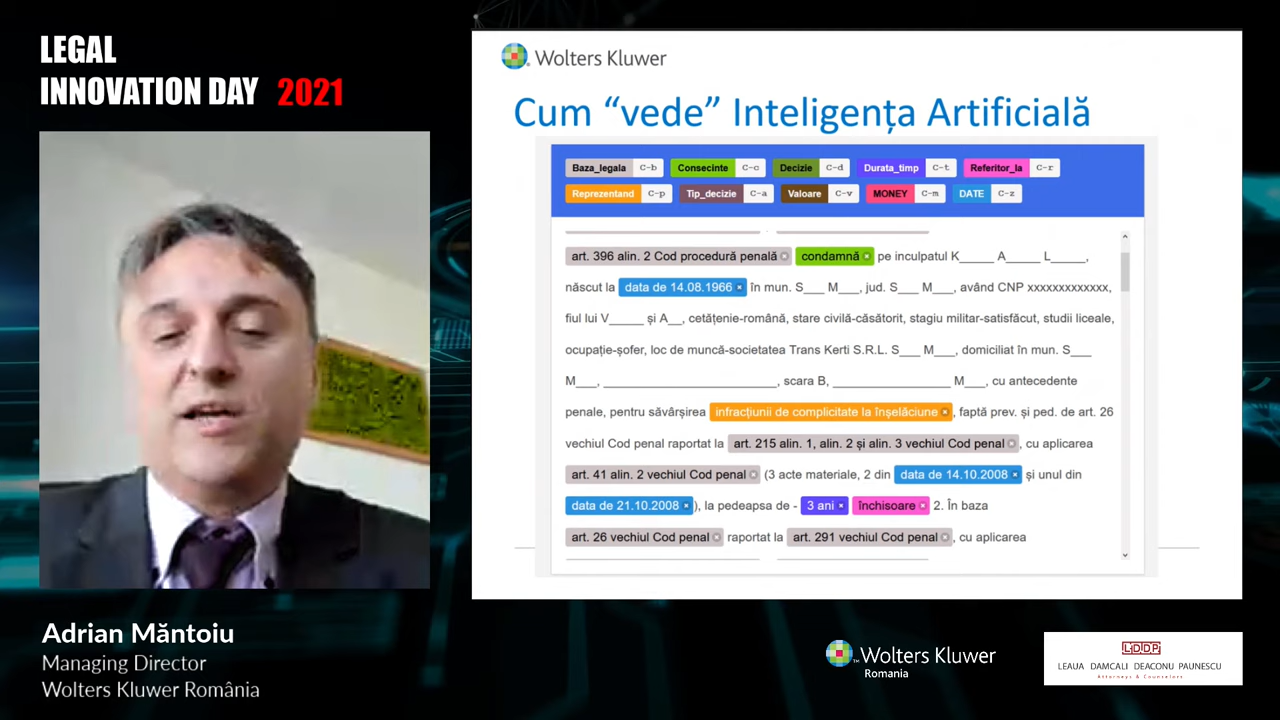 LEGAL
INNOVATION DAY 2021
Adrian Măntoiu
Managing Director
Wolters Kluwer România
Wolters Kluwer
Cum “vede” Inteligența Artificială
Baza_legala C-b Consecinte C-c Decizie C-d Durata_timp C-t Referitor_la C-r
Reprezentand C-p Tip_decizie C-a Valoare C-v MONEY C-m DATE C-z
art. 396 alin. 2 Cod procedură penală condamnă pe inculpatul K_____ A_____ L_____,
născut la data de 14.08.1966 în mun. S___ M___, jud. S___ M___, având CNP xxxxxxxxxxxxx,
fiul lui V_____ și A__, cetățenie-română, stare civilă-căsătorit, stagiu militar-satisfăcut, studii liceale,
ocupație-șofer, loc de muncă-societatea Trans Kerti S.R.L. S___ M___, domiciliat în mun. S___
M___, _________________________, scara B, _________________ M___, cu antecedente
penale, pentru săvârșirea infracțiunii de complicitate la înșelăciune, faptă prev. și ped. de art. 26
vechiul Cod penal raportat la art. 215 alin. 1, alin. 2 și alin. 3 vechiul Cod penal, cu aplicarea
art. 41 alin. 2 vechiul Cod penal (3 acte materiale, 2 din data de 14.10.2008 și unul din
data de 21.10.2008), la pedeapsa de - 3 ani închisoare 2. În baza
art. 26 vechiul Cod penal raportat la art. 291 vechiul Cod penal, cu aplicarea
Wolters Kluwer
Romania
LDDP
LEAUA DAMCALI DEACONU PAUNESCU
Attorneys & Counselors